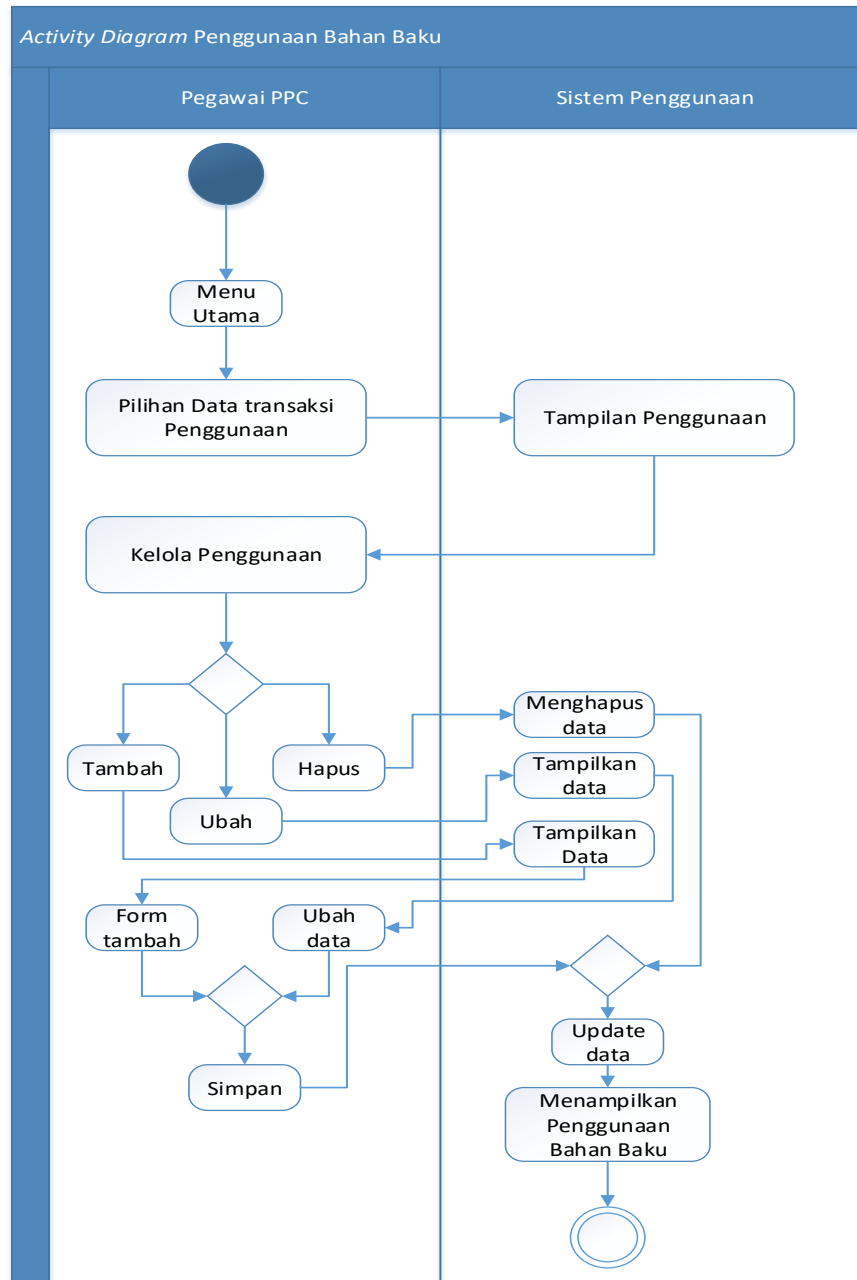 Activity Diagram Penggunaan Bahan Baku
Pegawai PPC
Sistem Penggunaan
Menu
Utama
Pilihan Data transaksi
Penggunaan
Tampilan Penggunaan
Kelola Penggunaan
Menghapus
data
Tambah
Hapus
Tampilkan
data
Ubah
Tampilkan
Data
Form
tambah
Ubah
data
Update
data
Simpan
Menampilkan
Penggunaan
Bahan Baku